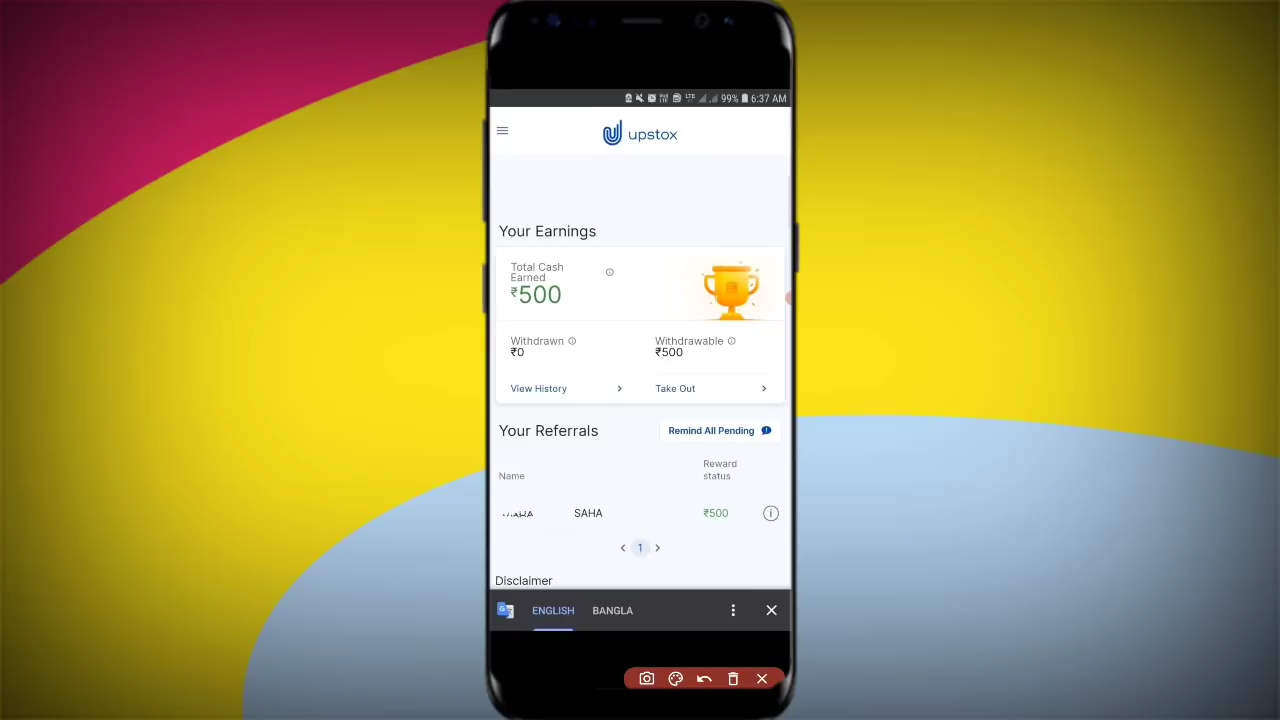 99% 6:37 AM
upstox
Your Earnings
Total Cash
Earned
₹500
Withdrawn
₹0
Withdrawable
₹500
View History
Take Out
Your Referrals
Remind All Pending
Name
Reward
status
SAHA
₹500
1
Disclaimer
ENGLISH
BANGLA